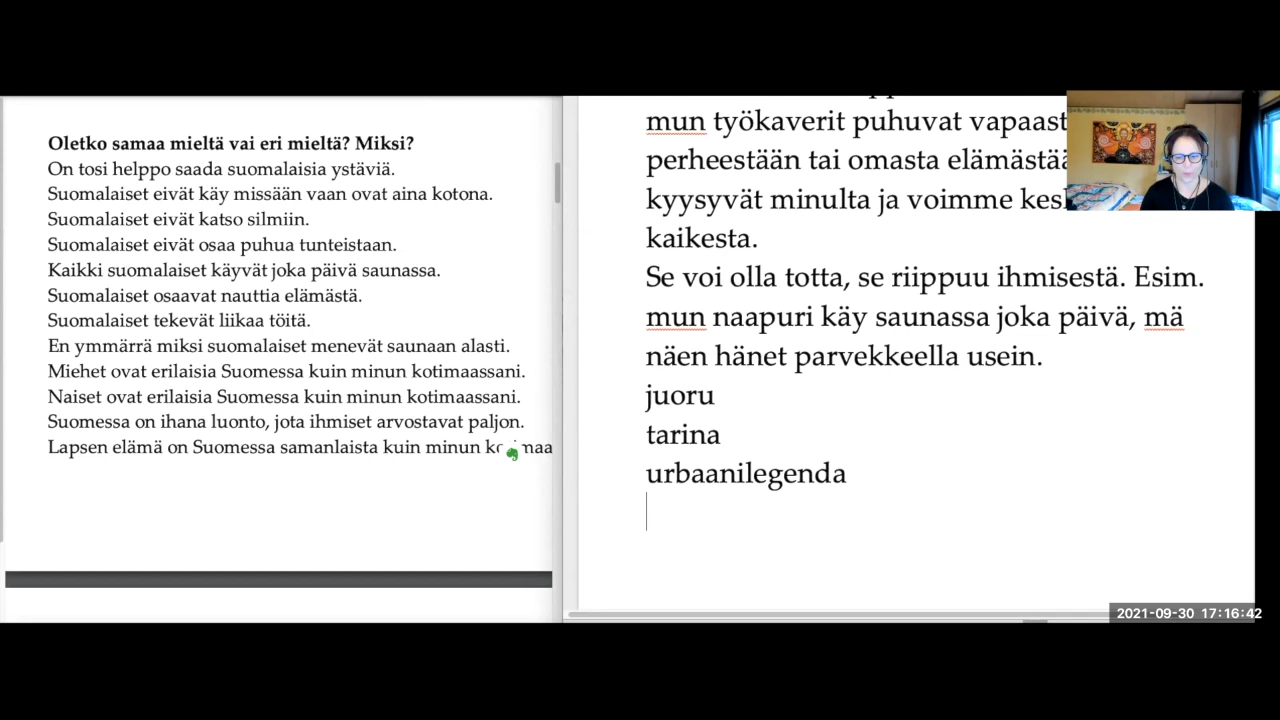 Oletko samaa mieltä vai eri mieltä? Miksi?
On tosi helppo saada suomalaisia ystäviä.
Suomalaiset eivät käy missään vaan ovat aina kotona.
Suomalaiset eivät katso silmiin.
Suomalaiset eivät osaa puhua tunteistaan.
Kaikki suomalaiset käyvät joka päivä saunassa.
Suomalaiset osaavat nauttia elämästä.
Suomalaiset tekevät liikaa töitä.
En ymmärrä miksi suomalaiset menevät saunaan alasti.
Miehet ovat erilaisia Suomessa kuin minun kotimaassani.
Naiset ovat erilaisia Suomessa kuin minun kotimaassani.
Suomessa on ihana luonto, jota ihmiset arvostavat paljon.
Lapsen elämä on Suomessa samanlaista kuin minun
mun työkaverit puhuvat
perheestään tai omasta
kyysyvät minulta ja voimme
kaikesta.
Se voi olla totta, se riippuu ihmisestä. Esim.
mun naapuri käy saunassa joka päivä, mä
näen hänet parvekkeella usein.
juoru
tarina
urbaanilegenda
2021-09-30 17:16:42